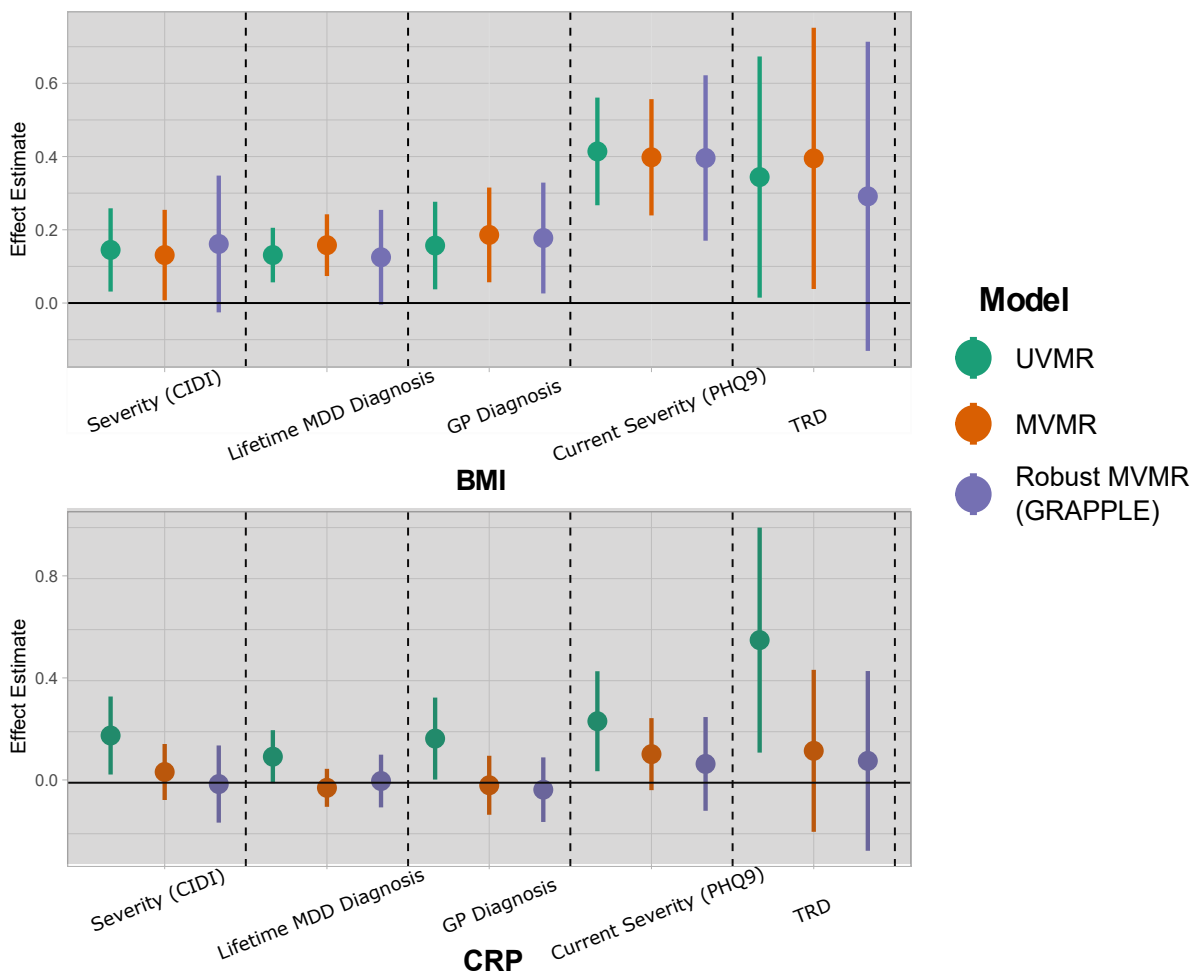 0.6
0.4
0.2
0.0
Effect Estimate
Severity (CIDI)
Lifetime MDD Diagnosis
GP Diagnosis
Current Severity (PHQ9)
TRD
BMI
Model
UVMR
MVMR
Robust MVMR
(GRAPPLE)
0.8
0.4
0.0
Effect Estimate
Severity (CIDI)
Lifetime MDD Diagnosis
GP Diagnosis
Current Severity (PHQ9)
TRD
CRP